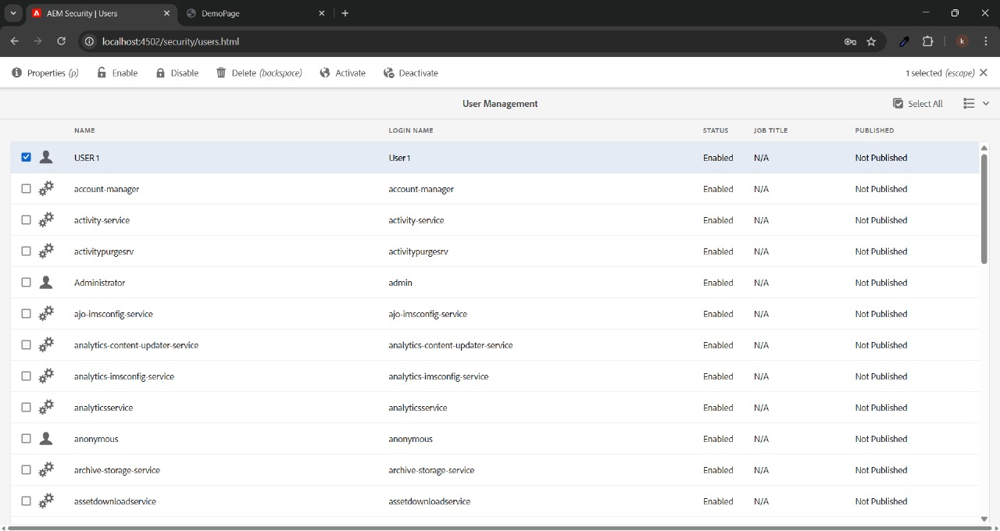 AEM Security | Users
DemoPage
localhost:4502/security/users.html
k
Properties (p) Enable Disable Delete (backspace) Activate Deactivate 1 selected (escape)
User Management
Select All
NAME LOGIN NAME STATUS JOB TITLE PUBLISHED
USER 1 User 1 Enabled N/A Not Published
account-manager account-manager Enabled N/A Not Published
activity-service activity-service Enabled N/A Not Published
activitypurgesrv activitypurgesrv Enabled N/A Not Published
Administrator admin Enabled N/A Not Published
ajo-imsconfig-service ajo-imsconfig-service Enabled N/A Not Published
analytics-content-updater-service analytics-content-updater-service Enabled N/A Not Published
analytics-imsconfig-service analytics-imsconfig-service Enabled N/A Not Published
analyticsservice analyticsservice Enabled N/A Not Published
anonymous anonymous Enabled N/A Not Published
archive-storage-service archive-storage-service Enabled N/A Not Published
assetdownloadservice assetdownloadservice Enabled N/A Not Published